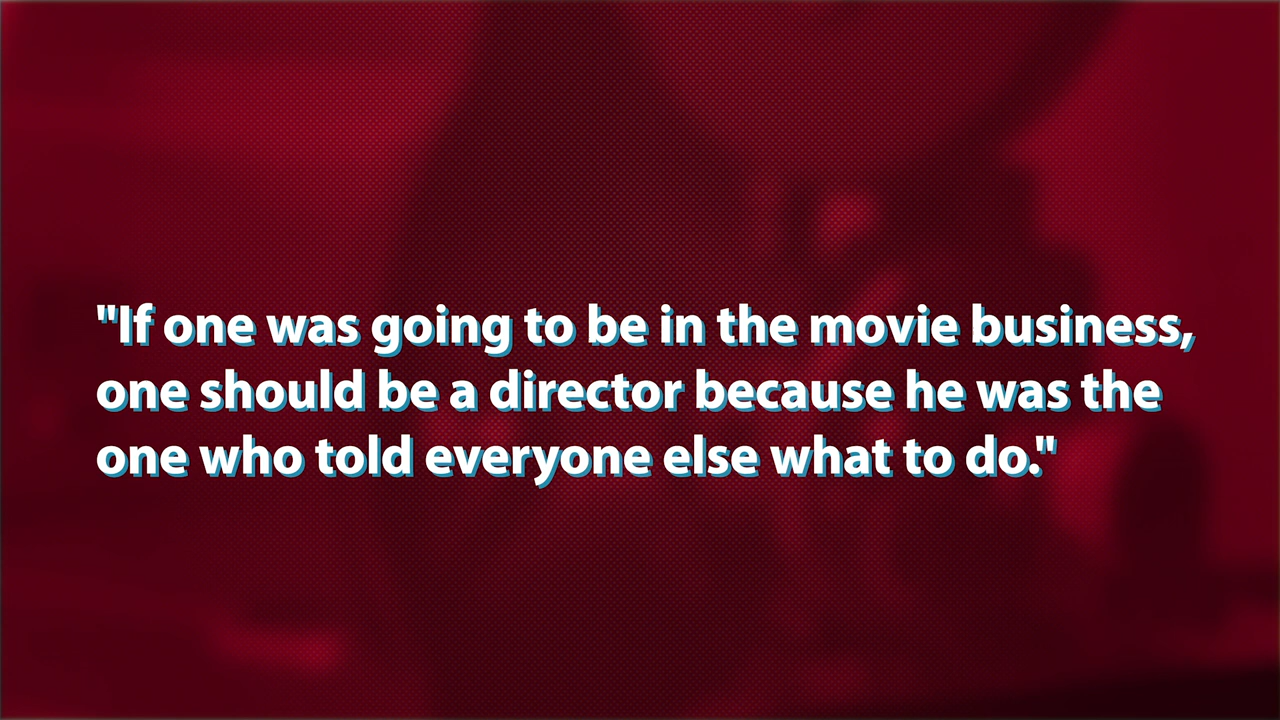 "If one was going to be in the movie business,
one should be a director because he was the
one who told everyone else what to do."